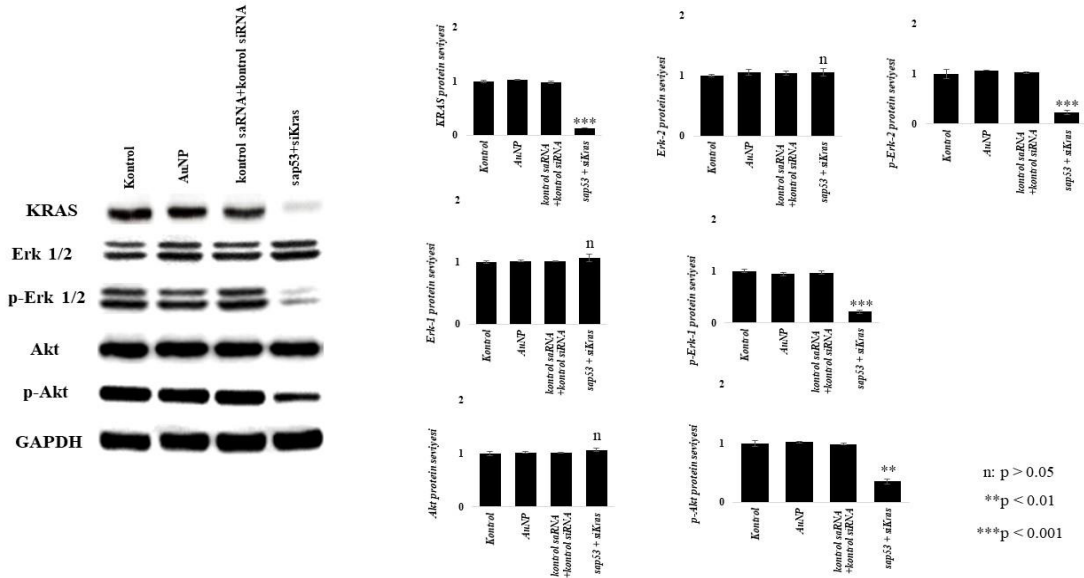 Kontrol
AuNP
kontrol saRNA+kontrol siRNA
sap53+siKras
KRAS
Erk 1/2
p-Erk 1/2
Akt
p-Akt
GAPDH
KRAS protein seviyesi
2
1
0
***
Kontrol
AuNP
kontrol saRNA
+kontrol siRNA
sap53 + siKras
Erk-2 protein seviyesi
2
1
0
n
Kontrol
AuNP
kontrol saRNA
+kontrol siRNA
sap53 + siKras
p-Erk-2 protein seviyesi
2
1
0
***
Kontrol
AuNP
kontrol saRNA
+kontrol siRNA
sap53 + siKras
Erk-1 protein seviyesi
2
1
0
n
Kontrol
AuNP
kontrol saRNA
+kontrol siRNA
sap53 + siKras
p-Erk-1 protein seviyesi
2
1
0
***
Kontrol
AuNP
kontrol saRNA
+kontrol siRNA
sap53 + siKras
Akt protein seviyesi
2
1
0
n
Kontrol
AuNP
kontrol saRNA
+kontrol siRNA
sap53 + siKras
p-Akt protein seviyesi
2
1
0
**
Kontrol
AuNP
kontrol saRNA
+kontrol siRNA
sap53 + siKras
n: p > 0.05
**p < 0.01
***p < 0.001